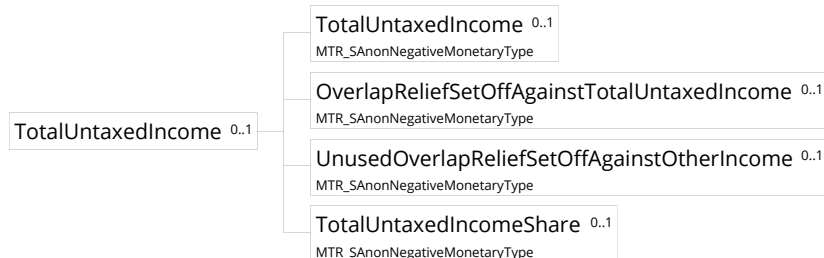 TotalUntaxedIncome 0..1
MTR_SAnonNegativeMonetaryType
OverlapReliefSetOffAgainstTotalUntaxedIncome 0..1
MTR_SAnonNegativeMonetaryType
TotalUntaxedIncome 0..1
UnusedOverlapReliefSetOffAgainstOtherIncome 0..1
MTR_SAnonNegativeMonetaryType
TotalUntaxedIncomeShare 0..1
MTR_SAnonNegativeMonetaryType